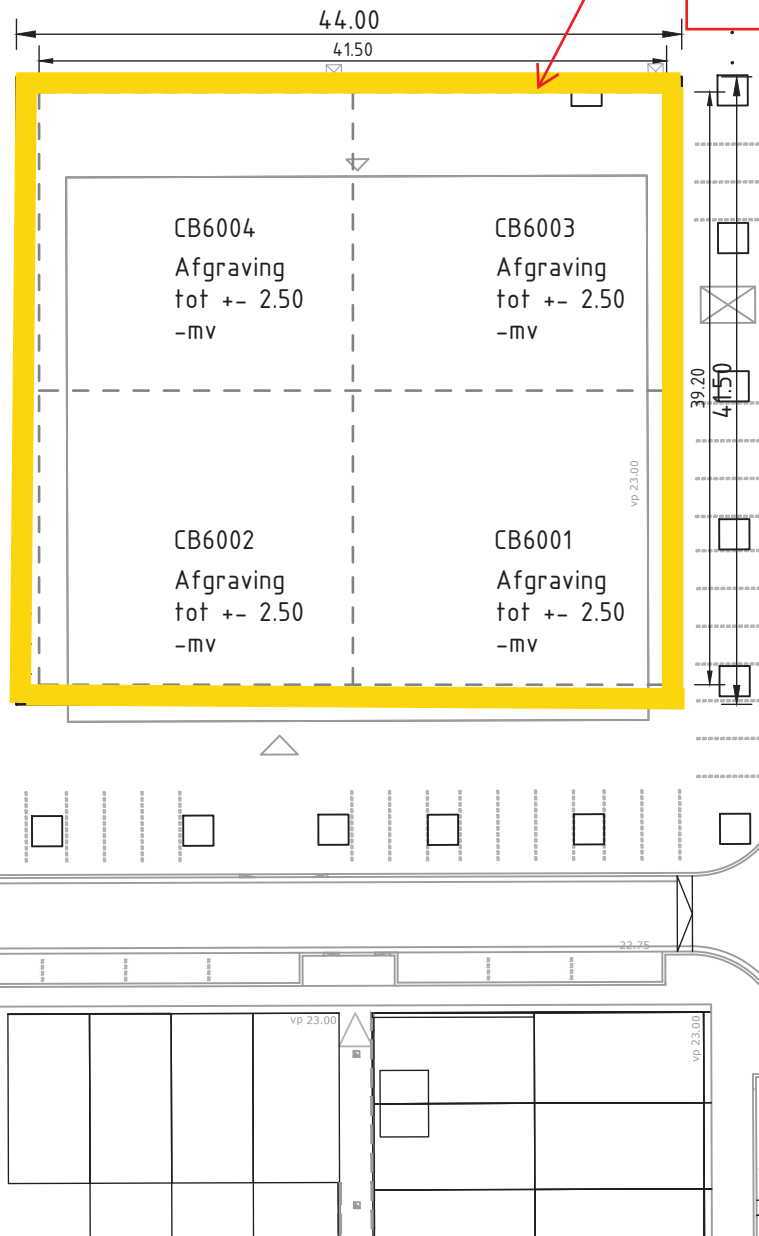 44.00
41.50
CB6004
Afgraving
tot +- 2.50
-mv
CB6003
Afgraving
tot +- 2.50
-mv
39.20
41.50
vp 23.00
CB6002
Afgraving
tot +- 2.50
-mv
CB6001
Afgraving
tot +- 2.50
-mv
22.75
vp 23.00
vp 23.00